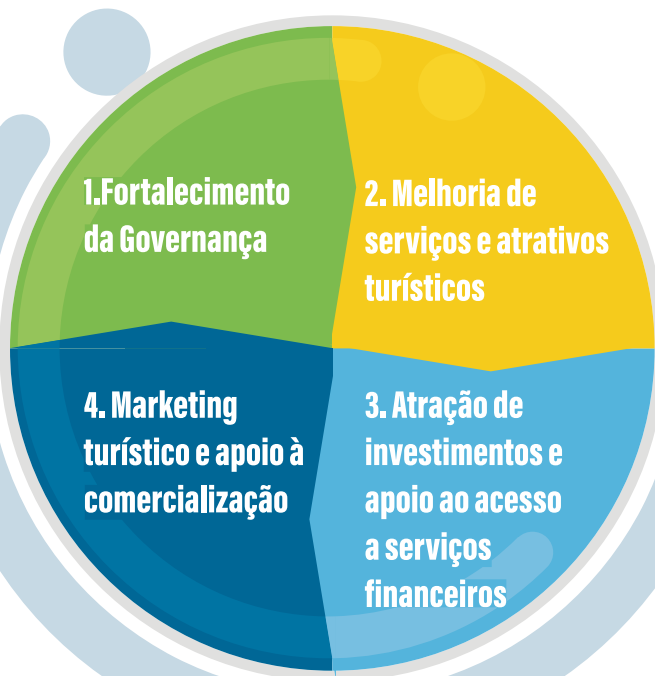 1.Fortalecimento
da Governança
2. Melhoria de
serviços e atrativos
turísticos
3. Atração de
investimentos e
apoio ao acesso
a serviços
financeiros
4. Marketing
turístico e apoio à
comercialização